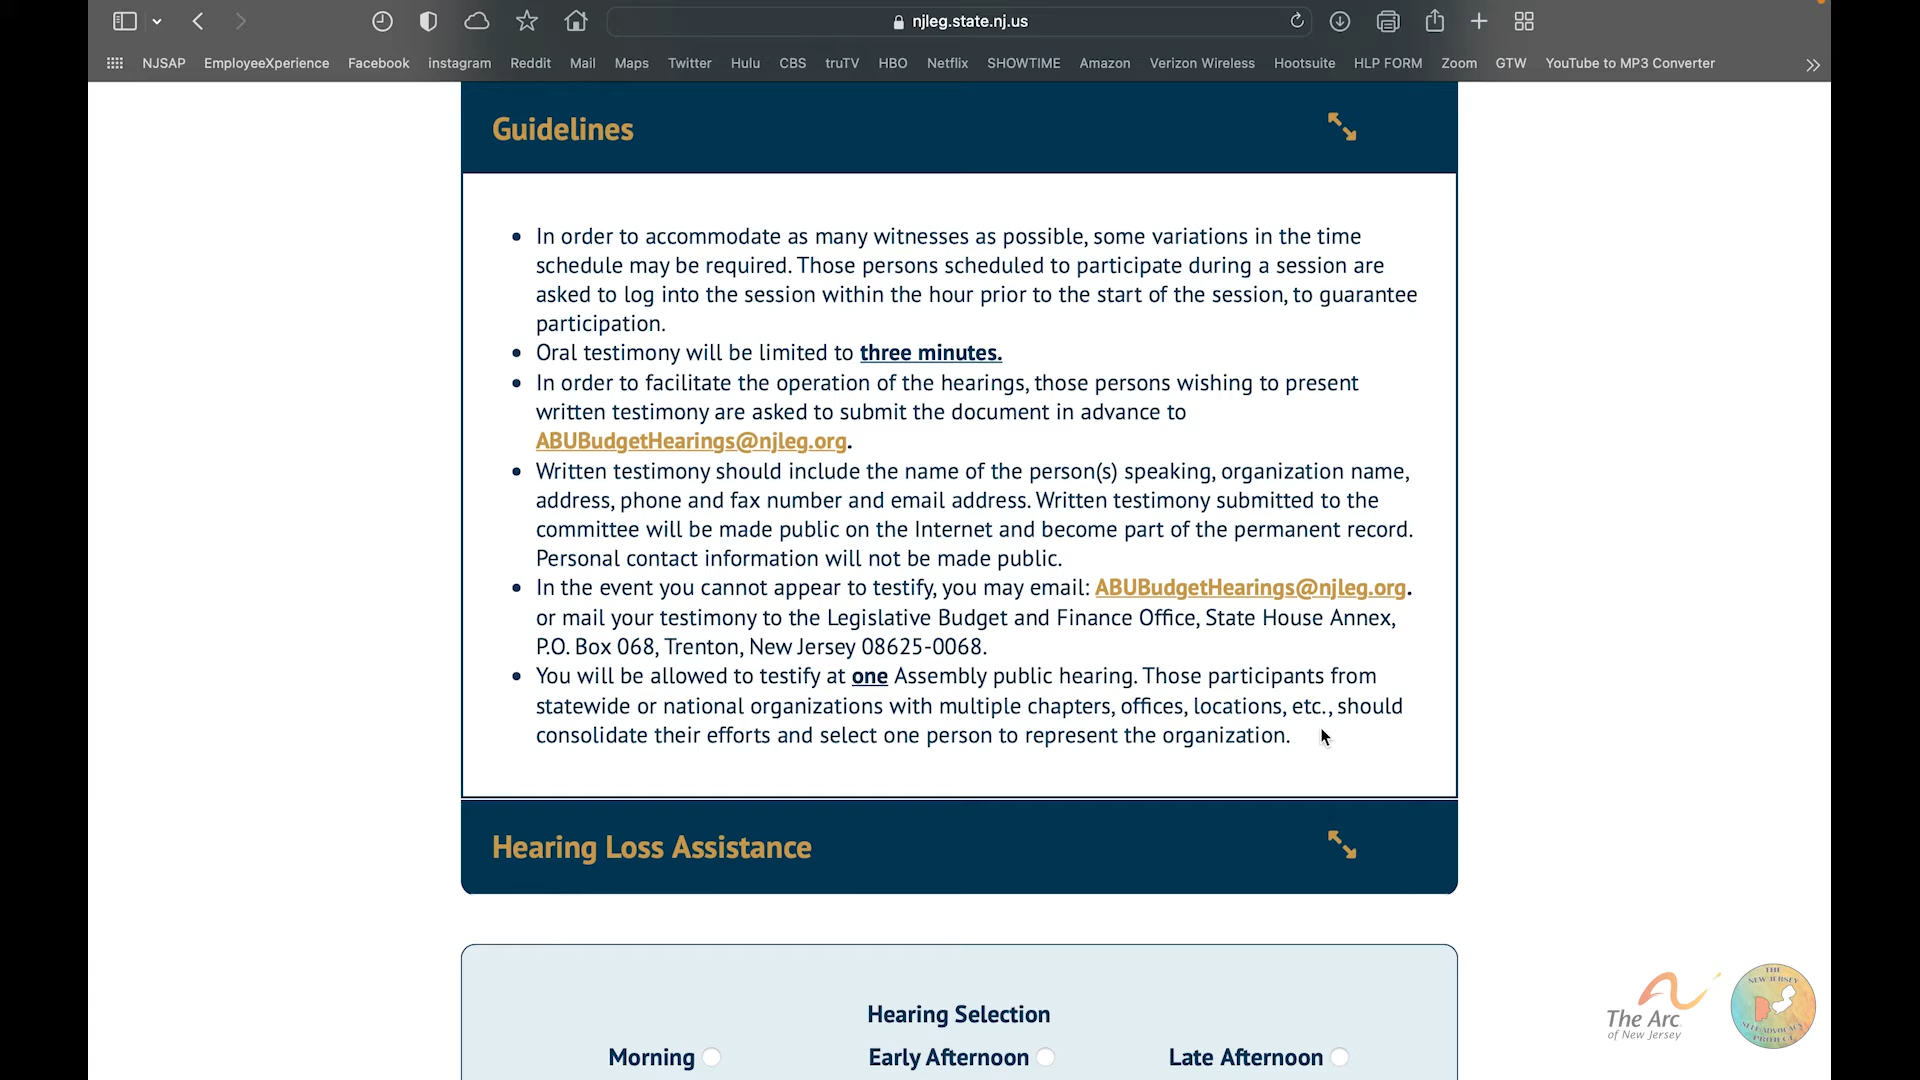 njleg.state.nj.us
NJSAP EmployeeXperience Facebook instagram Reddit Mail Maps Twitter Hulu CBS truTV HBO Netflix SHOWTIME Amazon Verizon Wireless Hootsuite HLP FORM Zoom GTW YouTube to MP3 Converter
Guidelines
• In order to accommodate as many witnesses as possible, some variations in the time
schedule may be required. Those persons scheduled to participate during a session are
asked to log into the session within the hour prior to the start of the session, to guarantee
participation.
• Oral testimony will be limited to three minutes.
• In order to facilitate the operation of the hearings, those persons wishing to present
written testimony are asked to submit the document in advance to
ABUBudgetHearings@njleg.org.
• Written testimony should include the name of the person(s) speaking, organization name,
address, phone and fax number and email address. Written testimony submitted to the
committee will be made public on the Internet and become part of the permanent record.
Personal contact information will not be made public.
• In the event you cannot appear to testify, you may email: ABUBudgetHearings@njleg.org.
or mail your testimony to the Legislative Budget and Finance Office, State House Annex,
P.O. Box 068, Trenton, New Jersey 08625-0068.
• You will be allowed to testify at one Assembly public hearing. Those participants from
statewide or national organizations with multiple chapters, offices, locations, etc., should
consolidate their efforts and select one person to represent the organization.
Hearing Loss Assistance
Hearing Selection
Morning Early Afternoon Late Afternoon
The Arc
of New Jersey
THE
NEW JERSEY
SELF ADVOCACY
PROJECT